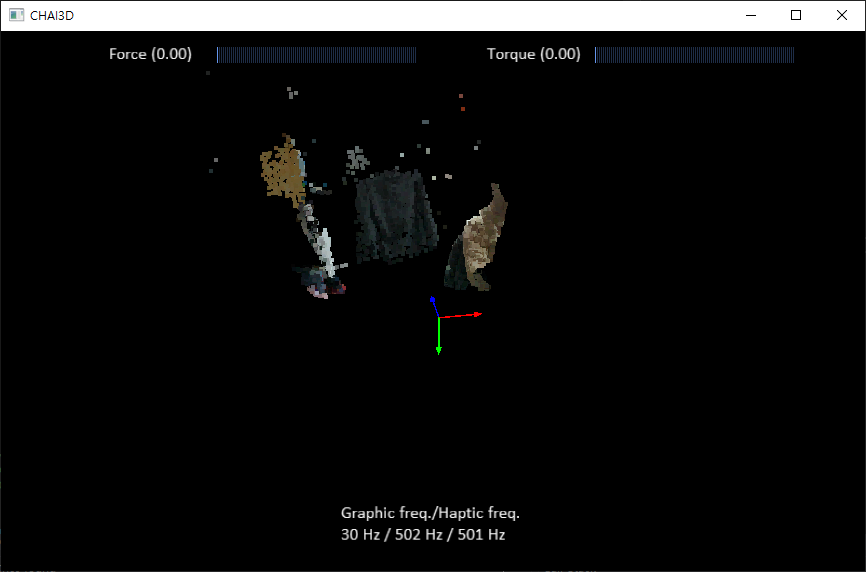 CHAI3D
Force (0.00)
Torque (0.00)
Graphic freq./Haptic freq.
30 Hz / 502 Hz / 501 Hz